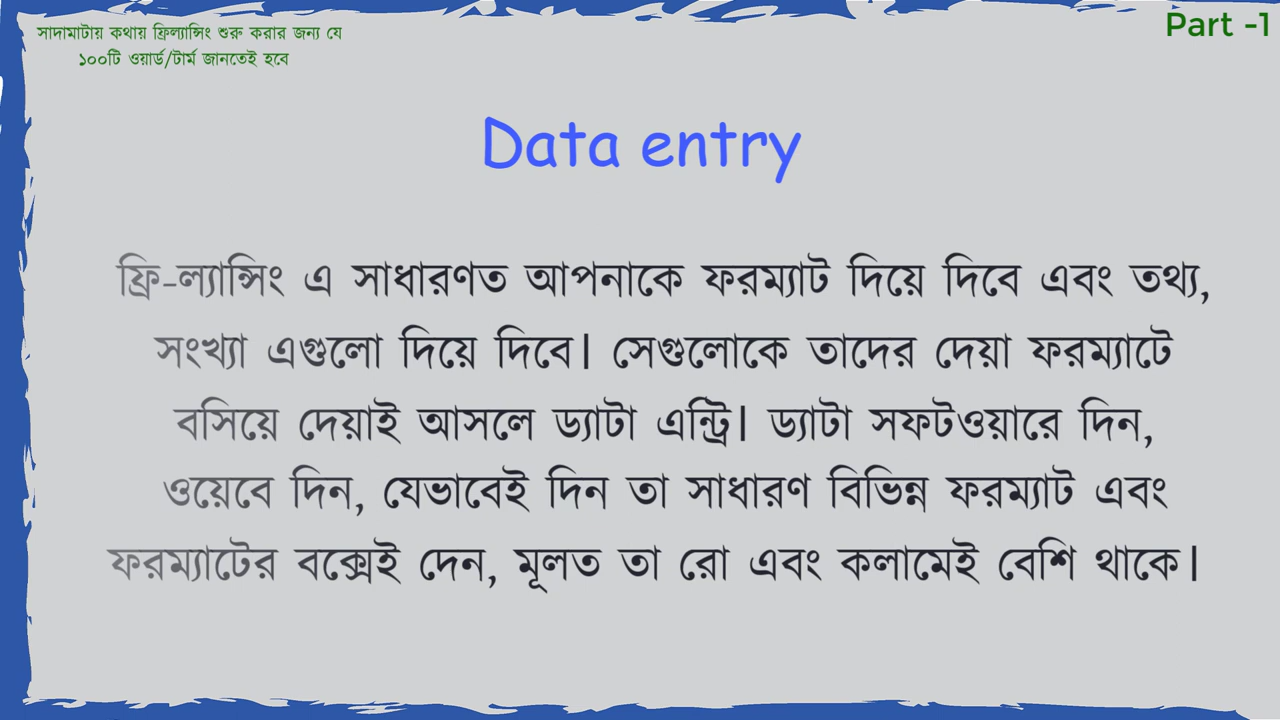 সাদামাটায় কথায় ফ্রিল্যান্সিং শুরু করার জন্য যে
১০০টি ওয়ার্ড/টার্ম জানতেই হবে
Part -1
Data entry
ফ্রি-ল্যান্সিং এ সাধারণত আপনাকে ফরম্যাট দিয়ে দিবে এবং তথ্য,
সংখ্যা এগুলো দিয়ে দিবে। সেগুলোকে তাদের দেয়া ফরম্যাটে
বসিয়ে দেয়াই আসলে ড্যাটা এন্ট্রি। ড্যাটা সফটওয়ারে দিন,
ওয়েবে দিন, যেভাবেই দিন তা সাধারণ বিভিন্ন ফরম্যাট এবং
ফরম্যাটের বক্সেই দেন, মূলত তা রো এবং কলামেই বেশি থাকে।